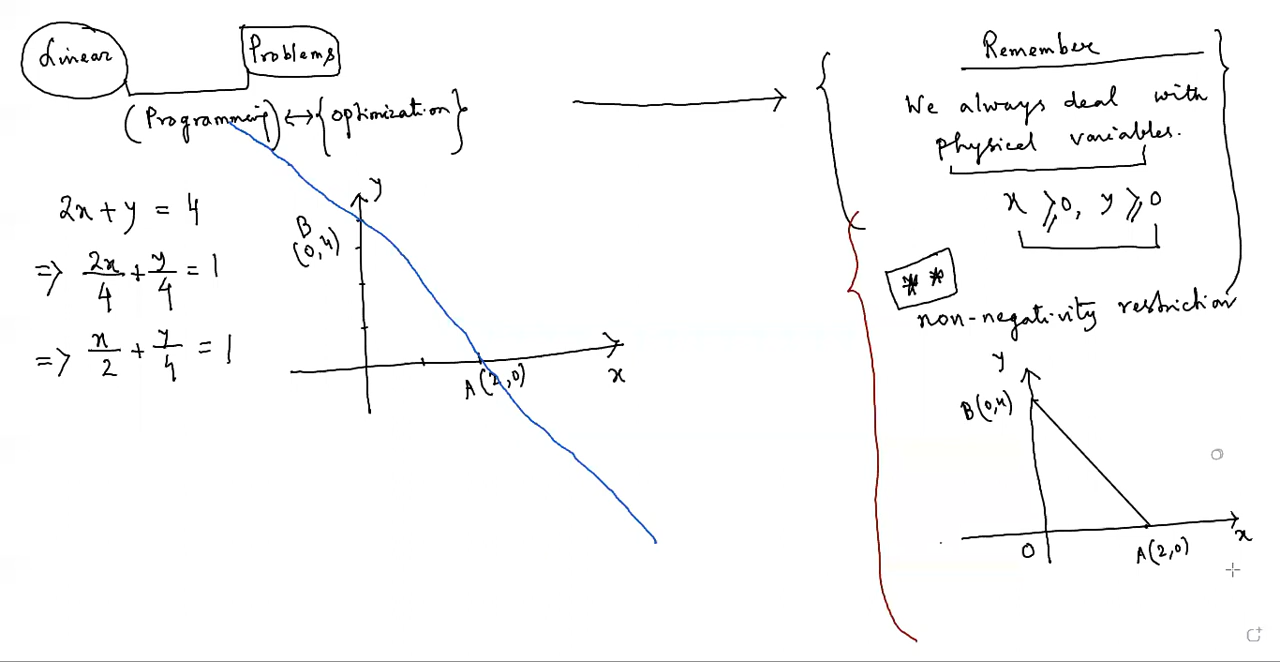 Linear Problems
(Programming) ↔ {optimization}
2x + y = 4
=> 2x/4 + y/4 = 1
=> x/2 + y/4 = 1
y
B
(0,4)
A(2,0)
x
Remember
We always deal with
physical variables.
x ⩾ 0, y ⩾ 0
**
non-negativity restriction
y
B(0,4)
O
A(2,0)
x